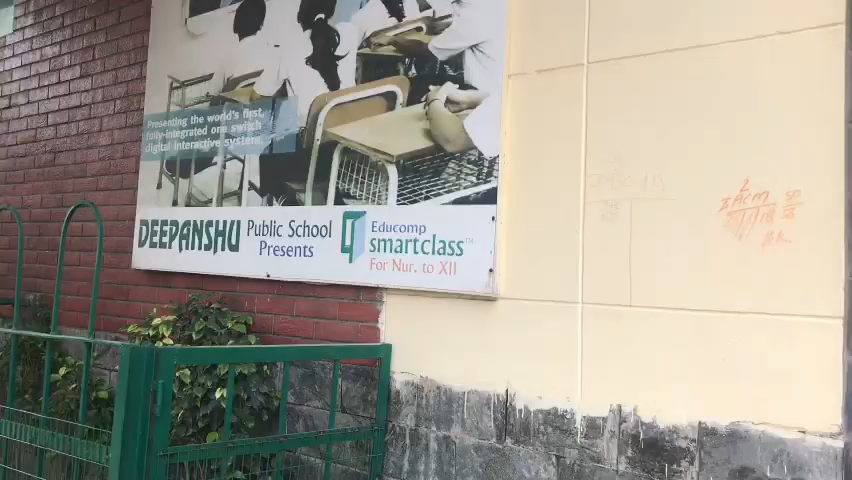 Presenting the world's first,
fully-integrated one switch
digital interactive system.
DEEPANSHU Public School
Presents
Educomp
smartclass™
For Nur. to XII